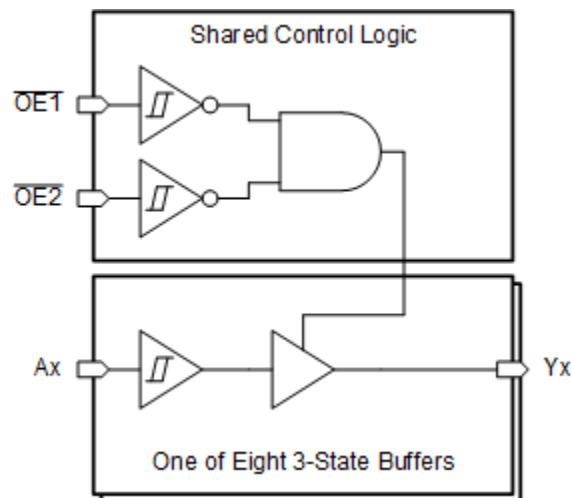 Shared Control Logic
OE1
OE2
Ax
Yx
One of Eight 3-State Buffers